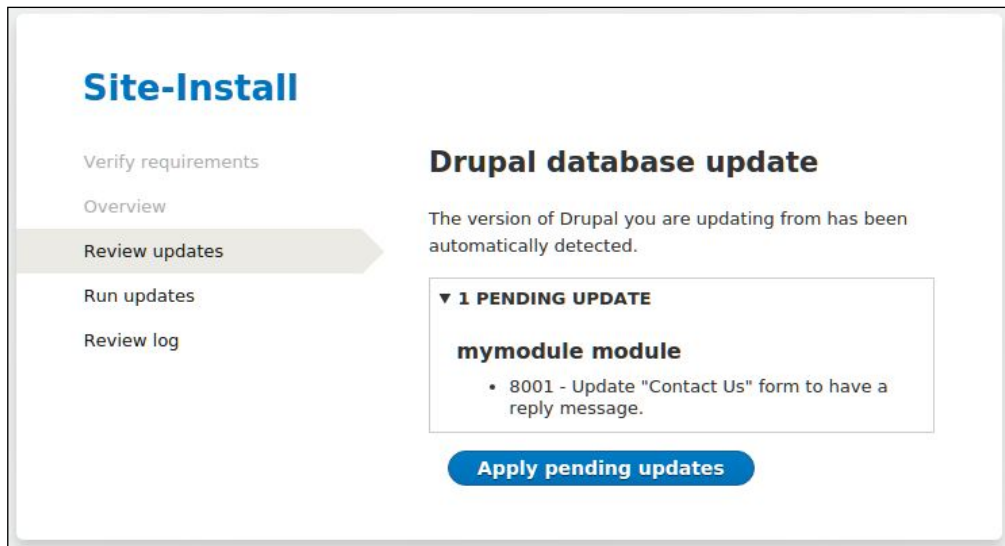 Site-Install
Verify requirements
Overview
Review updates
Run updates
Review log
Drupal database update
The version of Drupal you are updating from has been
automatically detected.
▼ 1 PENDING UPDATE
mymodule module
• 8001 - Update "Contact Us" form to have a
reply message.
Apply pending updates